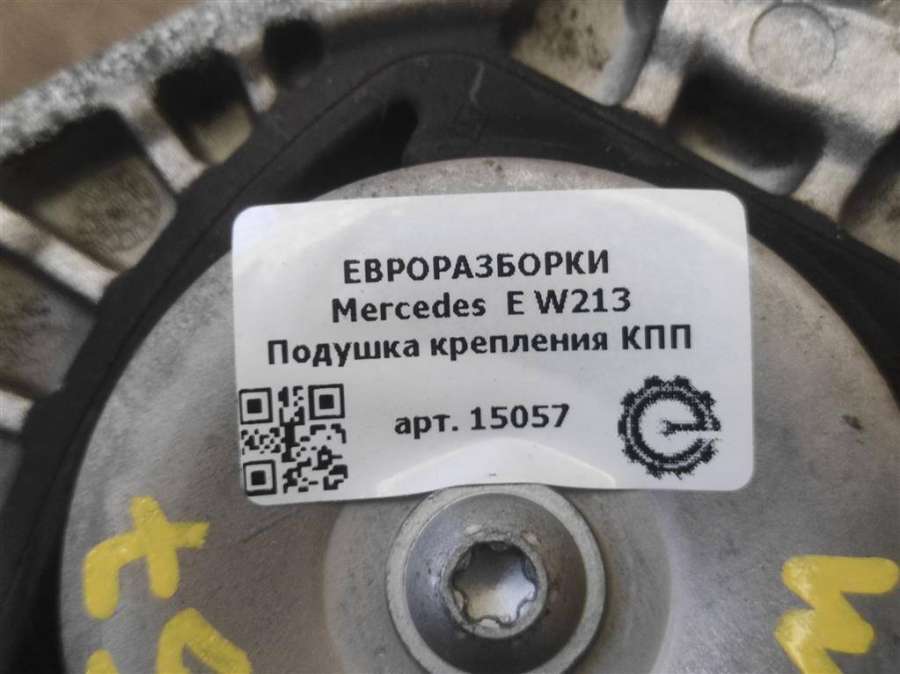 ЕВРОРАЗБОРКИ
Mercedes E W213
Подушка крепления КПП
арт. 15057